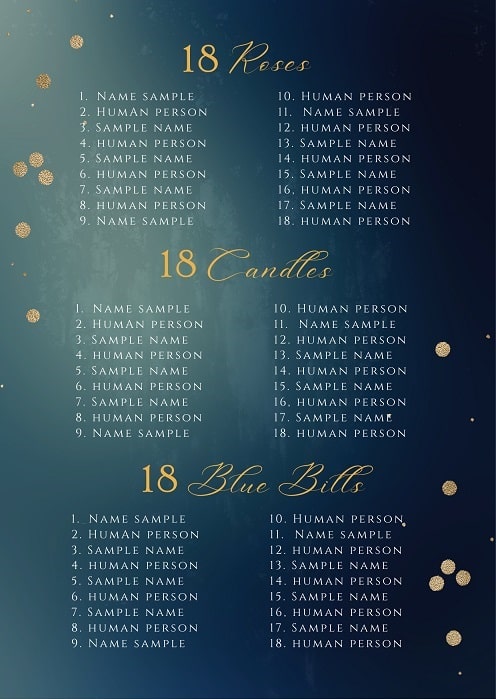 18 Roses
1. Name sample
2. Human person
3. Sample name
4. human person
5. Sample name
6. human person
7. Sample name
8. human person
9. Name sample
10. Human person
11. Name sample
12. human person
13. Sample name
14. human person
15. Sample name
16. human person
17. Sample name
18. human person
18 Candles
1. Name sample
2. Human person
3. Sample name
4. human person
5. Sample name
6. human person
7. Sample name
8. human person
9. Name sample
10. Human person
11. Name sample
12. human person
13. Sample name
14. human person
15. Sample name
16. human person
17. Sample name
18. human person
18 Blue Bills
1. Name sample
2. Human person
3. Sample name
4. human person
5. Sample name
6. human person
7. Sample name
8. human person
9. Name sample
10. Human person
11. Name sample
12. human person
13. Sample name
14. human person
15. Sample name
16. human person
17. Sample name
18. human person